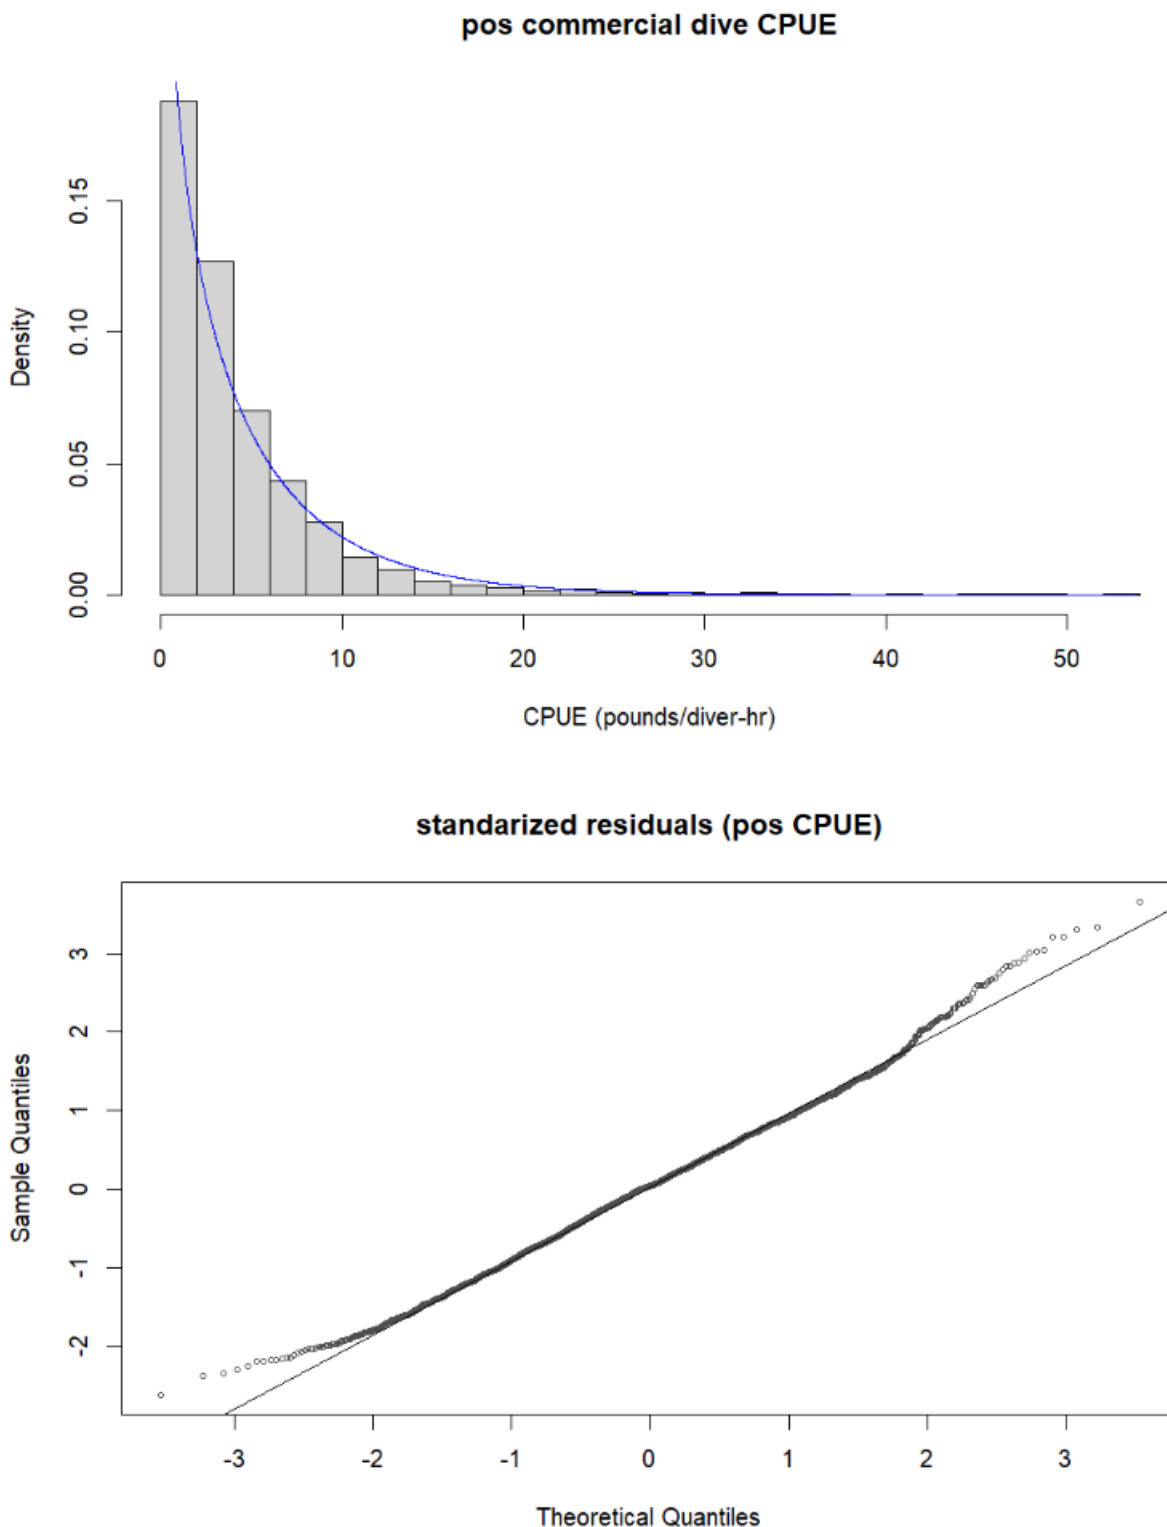 pos commercial dive CPUE
0.15
0.10
0.05
0.00
Density
0 10 20 30 40 50
CPUE (pounds/diver-hr)
standarized residuals (pos CPUE)
3
2
1
0
-1
-2
Sample Quantiles
-3 -2 -1 0 1 2 3
Theoretical Quantiles